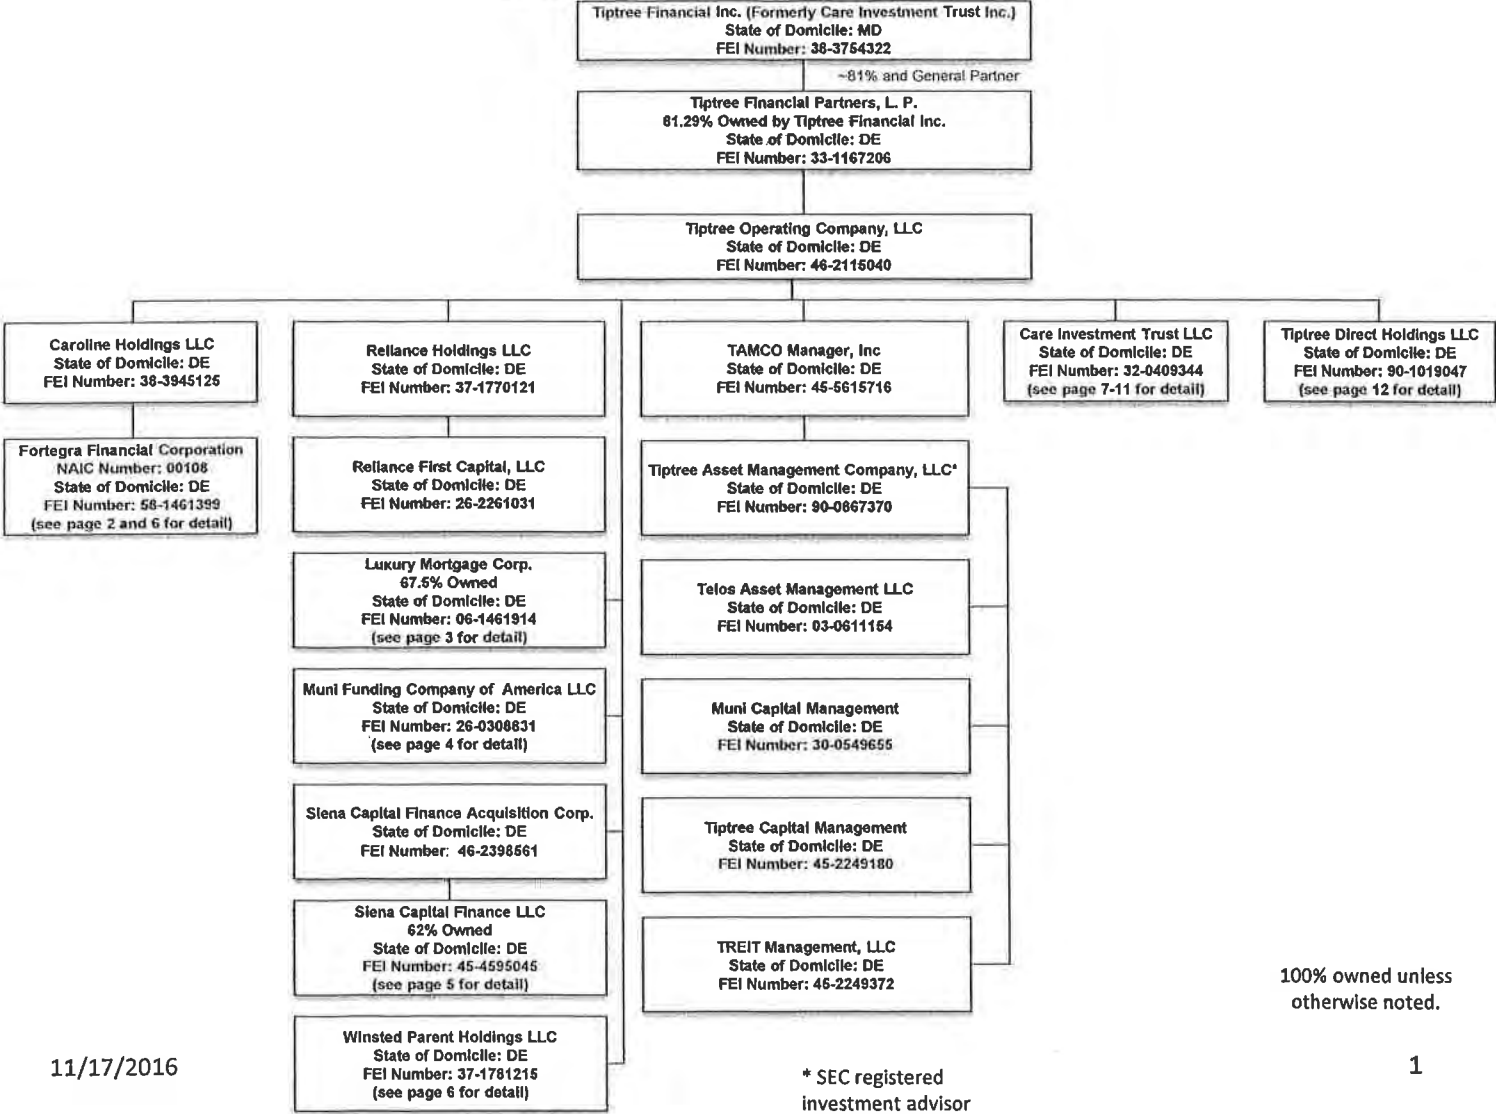 Tiptree Financial Inc. (Formerly Care Investment Trust Inc.)
State of Domicile: MD
FEI Number: 38-3754322
~81% and General Partner
Tiptree Financial Partners, L. P.
81.29% Owned by Tiptree Financial Inc.
State of Domicile: DE
FEI Number: 33-1167206
Tiptree Operating Company, LLC
State of Domicile: DE
FEI Number: 46-2115040
Caroline Holdings LLC
State of Domicile: DE
FEI Number: 38-3945125
Fortegra Financial Corporation
NAIC Number: 00108
State of Domicile: DE
FEI Number: 58-1461399
(see page 2 and 6 for detail)
Reliance Holdings LLC
State of Domicile: DE
FEI Number: 37-1770121
Reliance First Capital, LLC
State of Domicile: DE
FEI Number: 26-2261031
Luxury Mortgage Corp.
67.5% Owned
State of Domicile: DE
FEI Number: 06-1461914
(see page 3 for detail)
Muni Funding Company of America LLC
State of Domicile: DE
FEI Number: 26-0308831
(see page 4 for detail)
Siena Capital Finance Acquisition Corp.
State of Domicile: DE
FEI Number: 46-2398561
Siena Capital Finance LLC
62% Owned
State of Domicile: DE
FEI Number: 45-4595045
(see page 5 for detail)
Winsted Parent Holdings LLC
State of Domicile: DE
FEI Number: 37-1781215
(see page 6 for detail)
TAMCO Manager, Inc
State of Domicile: DE
FEI Number: 45-5615716
Tiptree Asset Management Company, LLC*
State of Domicile: DE
FEI Number: 90-0867370
Telos Asset Management LLC
State of Domicile: DE
FEI Number: 03-0611154
Muni Capital Management
State of Domicile: DE
FEI Number: 30-0549655
Tiptree Capital Management
State of Domicile: DE
FEI Number: 45-2249180
TREIT Management, LLC
State of Domicile: DE
FEI Number: 45-2249372
Care Investment Trust LLC
State of Domicile: DE
FEI Number: 32-0409344
(see page 7-11 for detail)
Tiptree Direct Holdings LLC
State of Domicile: DE
FEI Number: 90-1019047
(see page 12 for detail)
100% owned unless
otherwise noted.
11/17/2016
* SEC registered
investment advisor
1